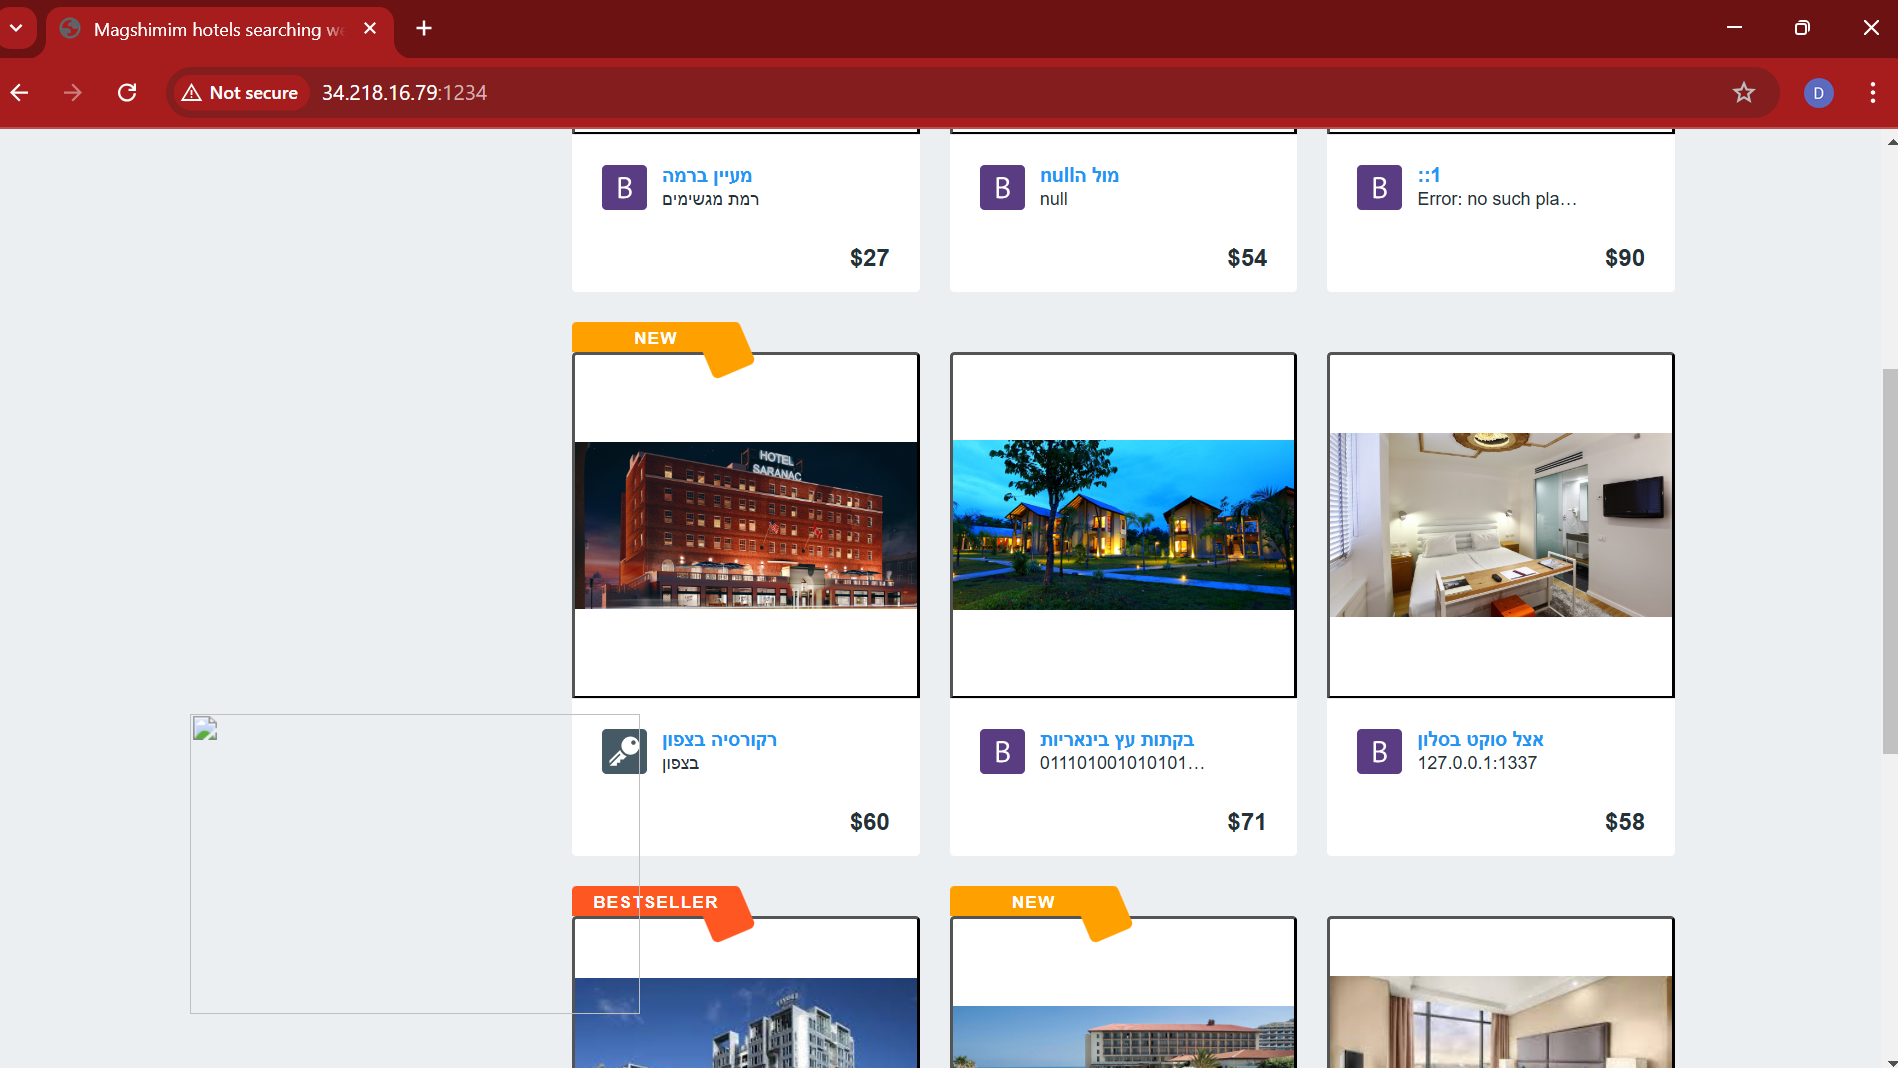 Magshimim hotels searching we
Not secure
34.218.16.79:1234
D
B
מעיין ברמה
רמת מגשימים
$27
B
מול הnull
null
$54
B
::1
Error: no such pla…
$90
NEW
HOTEL
SARANAC
רקורסיה בצפון
בצפון
$60
B
בקתות עץ בינאריות
011101001010101…
$71
B
אצל סוקט בסלון
127.0.0.1:1337
$58
BESTSELLER
NEW